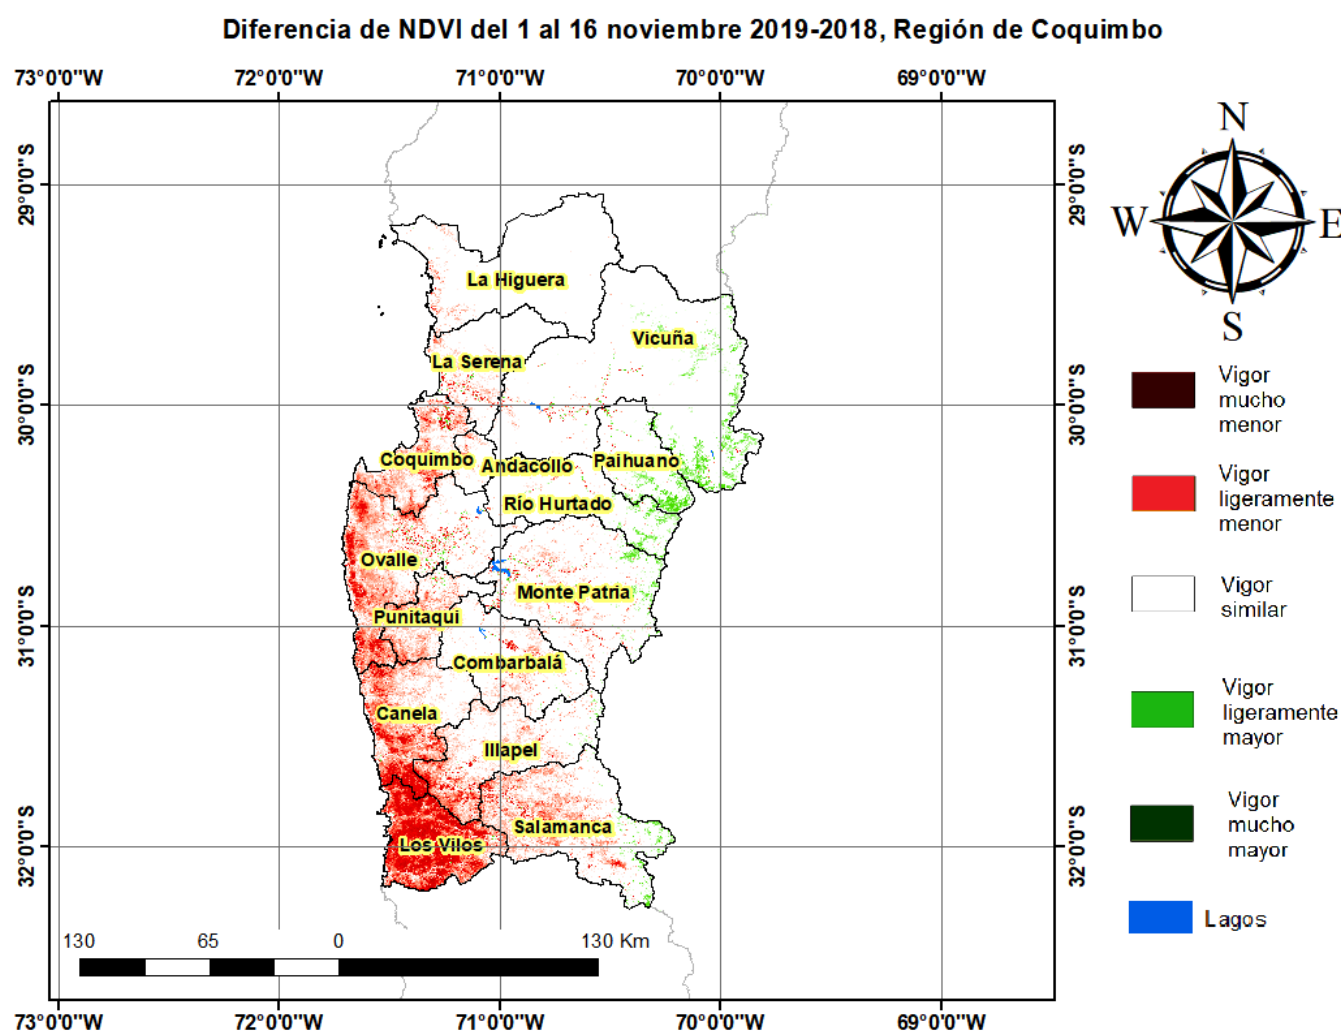 Diferencia de NDVI del 1 al 16 noviembre 2019-2018, Región de Coquimbo
73°0'0"W 72°0'0"W 71°0'0"W 70°0'0"W 69°0'0"W
29°0'0"S 29°0'0"S
30°0'0"S 30°0'0"S
31°0'0"S 31°0'0"S
32°0'0"S 32°0'0"S
La Higuera
Vicuña
La Serena
Coquimbo
Andacollo
Paihuano
Río Hurtado
Ovalle
Monte Patria
Punitaqui
Combarbalá
Canela
Illapel
Salamanca
Los Vilos
130 65 0 130 Km
73°0'0"W 72°0'0"W 71°0'0"W 70°0'0"W 69°0'0"W
N
W E
S
Vigor
mucho
menor
Vigor
ligeramente
menor
Vigor
similar
Vigor
ligeramente
mayor
Vigor
mucho
mayor
Lagos